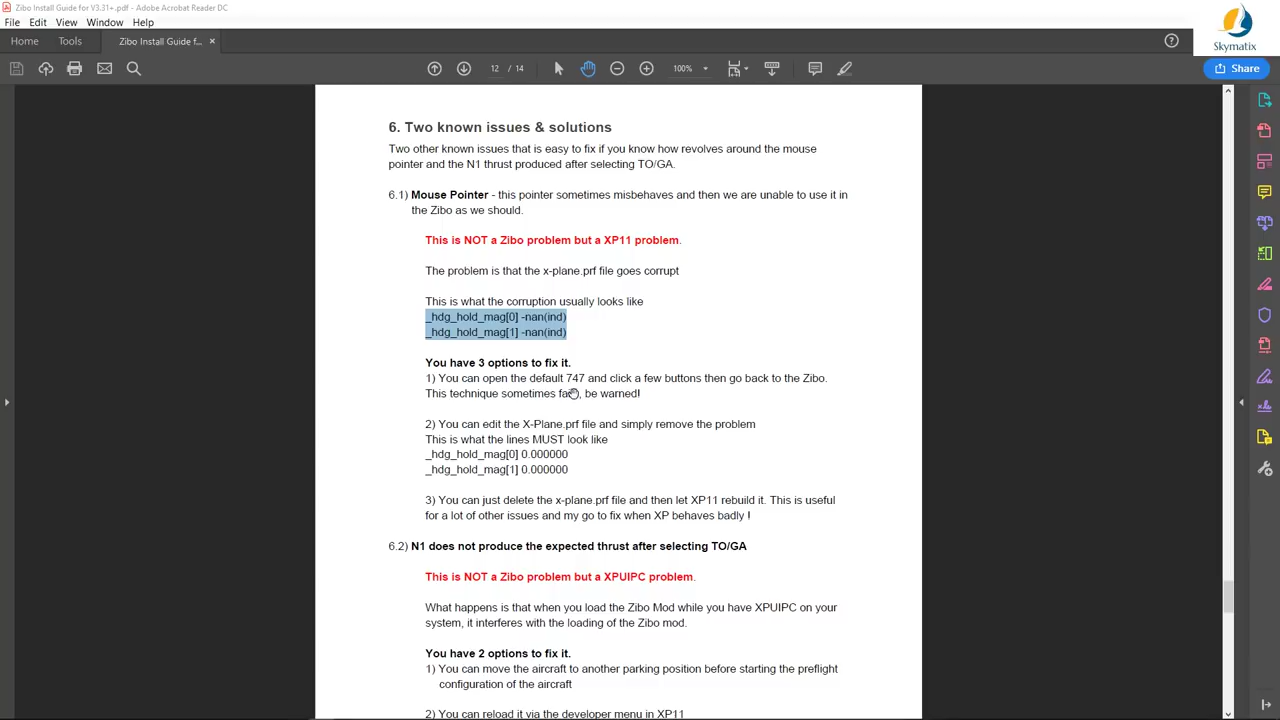 Zibo Install Guide for V3.31+.pdf - Adobe Acrobat Reader DC
File Edit View Window Help
Home Tools Zibo Install Guide f... ×
Skymatix
12 / 14 100% Share
6. Two known issues & solutions
Two other known issues that is easy to fix if you know how revolves around the mouse
pointer and the N1 thrust produced after selecting TO/GA.
6.1) Mouse Pointer - this pointer sometimes misbehaves and then we are unable to use it in
the Zibo as we should.
This is NOT a Zibo problem but a XP11 problem.
The problem is that the x-plane.prf file goes corrupt
This is what the corruption usually looks like
_hdg_hold_mag[0] -nan(ind)
_hdg_hold_mag[1] -nan(ind)
You have 3 options to fix it.
1) You can open the default 747 and click a few buttons then go back to the Zibo.
This technique sometimes , be warned!
2) You can edit the X-Plane.prf file and simply remove the problem
This is what the lines MUST look like
_hdg_hold_mag[0] 0.000000
_hdg_hold_mag[1] 0.000000
3) You can just delete the x-plane.prf file and then let XP11 rebuild it. This is useful
for a lot of other issues and my go to fix when XP behaves badly !
6.2) N1 does not produce the expected thrust after selecting TO/GA
This is NOT a Zibo problem but a XPUIPC problem.
What happens is that when you load the Zibo Mod while you have XPUIPC on your
system, it interferes with the loading of the Zibo mod.
You have 2 options to fix it.
1) You can move the aircraft to another parking position before starting the preflight
configuration of the aircraft
2) You can reload it via the developer menu in XP11